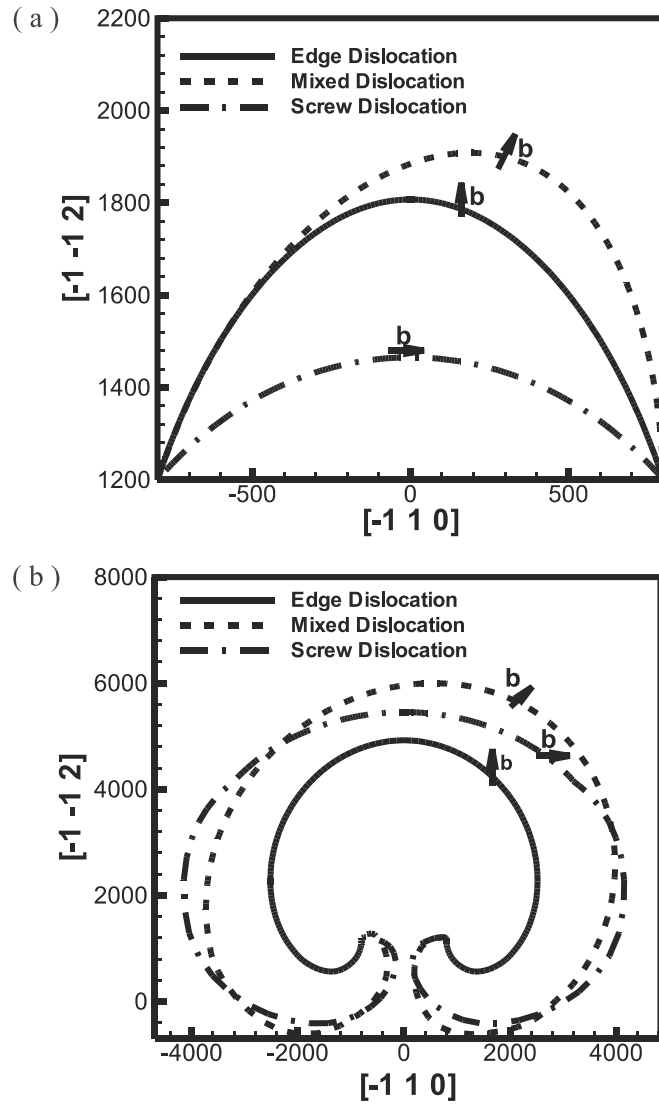 ( a )
2200
2000
1800
1600
1400
1200
[-1 -1 2]
Edge Dislocation
Mixed Dislocation
Screw Dislocation
b
b
b
-500
0
500
[-1 1 0]
( b )
8000
6000
4000
2000
0
[-1 -1 2]
Edge Dislocation
Mixed Dislocation
Screw Dislocation
b
b
b
-4000
-2000
0
2000
4000
[-1 1 0]